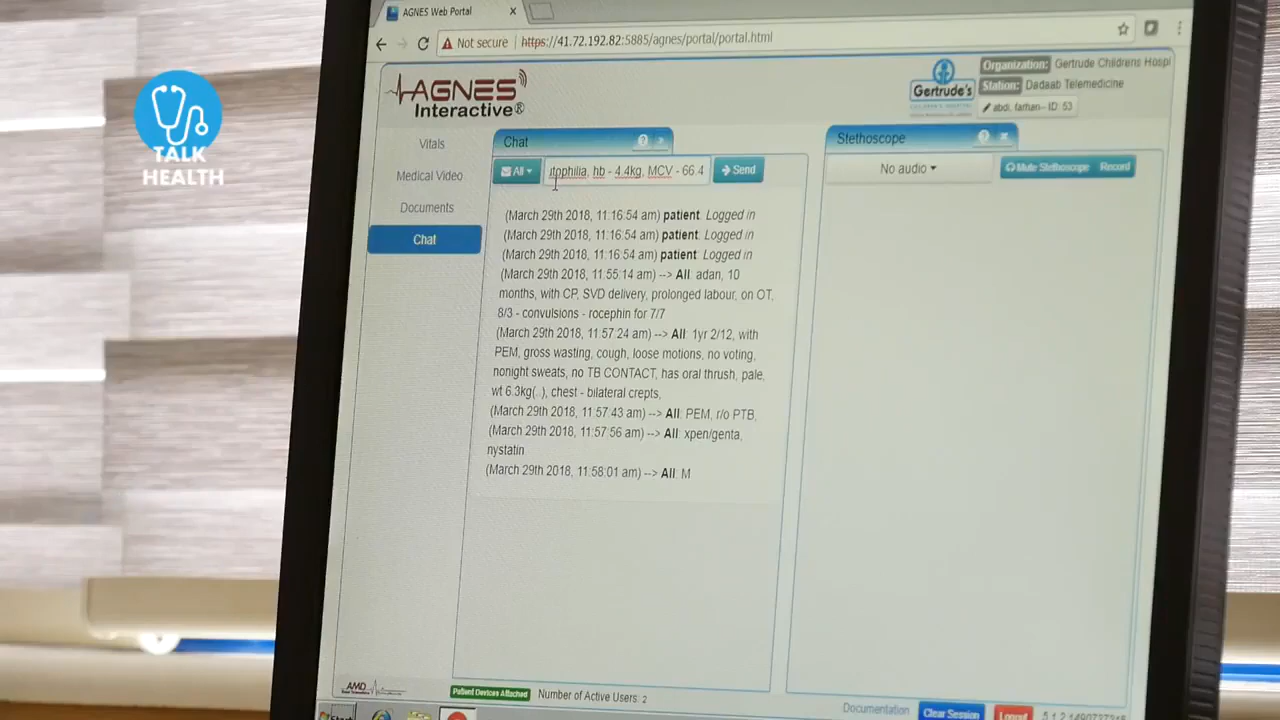 AGNES Web Portal
Not secure | https://41.72.192.82:5885/agnes/portal/portal.html
AGNES
Interactive®
Gertrude's
Organization: Gertrude Childrens Hospi
Station: Dadaab Telemedicine
abdi, farhan-- ID: 53
TALK
HEALTH
Vitals
Medical Video
Documents
Chat
Chat
All
hb - 4.4kg, MCV - 66.4
Send
(March 29th 2018, 11:16:54 am) patient: Logged in
(March 29th 2018, 11:16:54 am) patient: Logged in
(March 29th 2018, 11:16:54 am) patient: Logged in
(March 29th 2018, 11:55:14 am) --> All: adan, 10
months, with CP, SVD delivery, prolonged labour, on OT,
8/3 - convulsions - rocephin for 7/7
(March 29th 2018, 11:57:24 am) --> All: 1yr 2/12, with
PEM, gross wasting, cough, loose motions, no voting,
nonight sweats, no TB CONTACT, has oral thrush, pale,
wt 6.3kg(..), chest - bilateral crepts,
(March 29th 2018, 11:57:43 am) --> All: PEM, r/o PTB,
(March 29th 2018, 11:57:56 am) --> All: xpen/genta,
nystatin
(March 29th 2018, 11:58:01 am) --> All: M
Stethoscope
No audio
Mute Stethoscope
Record
AMD
Patient Devices Attached
Number of Active Users: 2
Documentation
Clear Session
Logout
Start